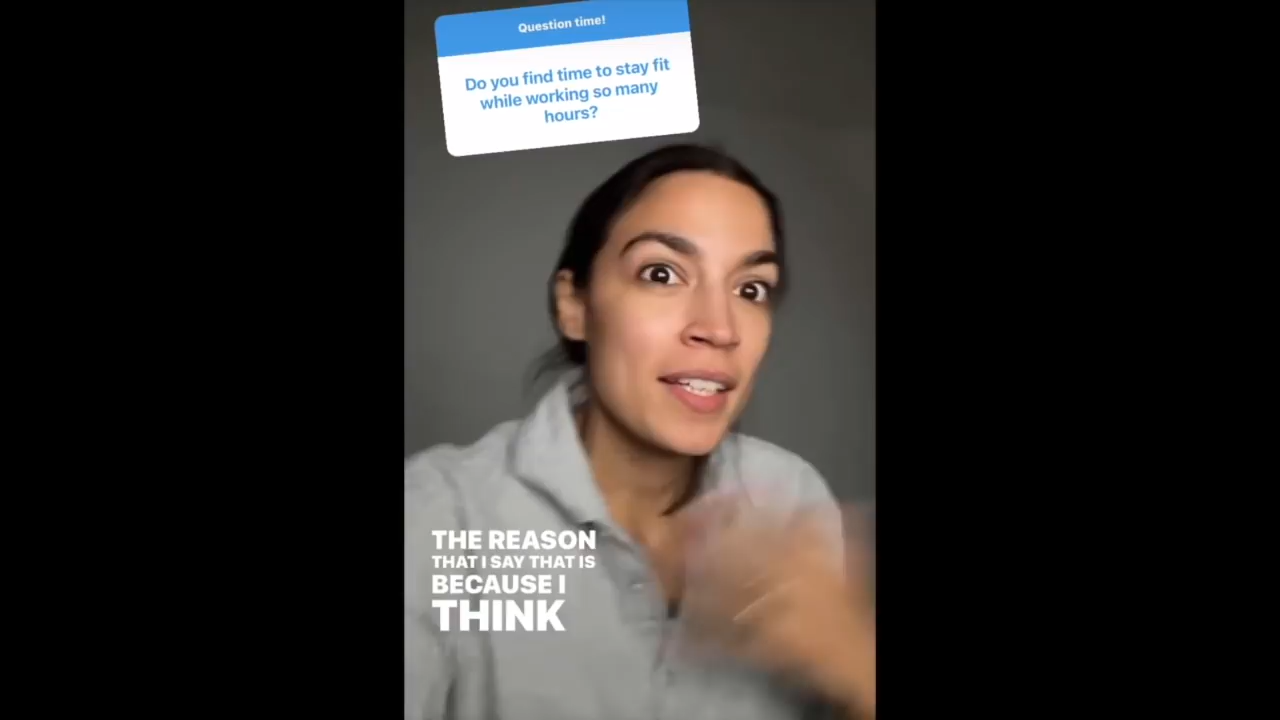 Question time!
Do you find time to stay fit
while working so many
hours?
THE REASON
THAT I SAY THAT IS
BECAUSE I
THINK